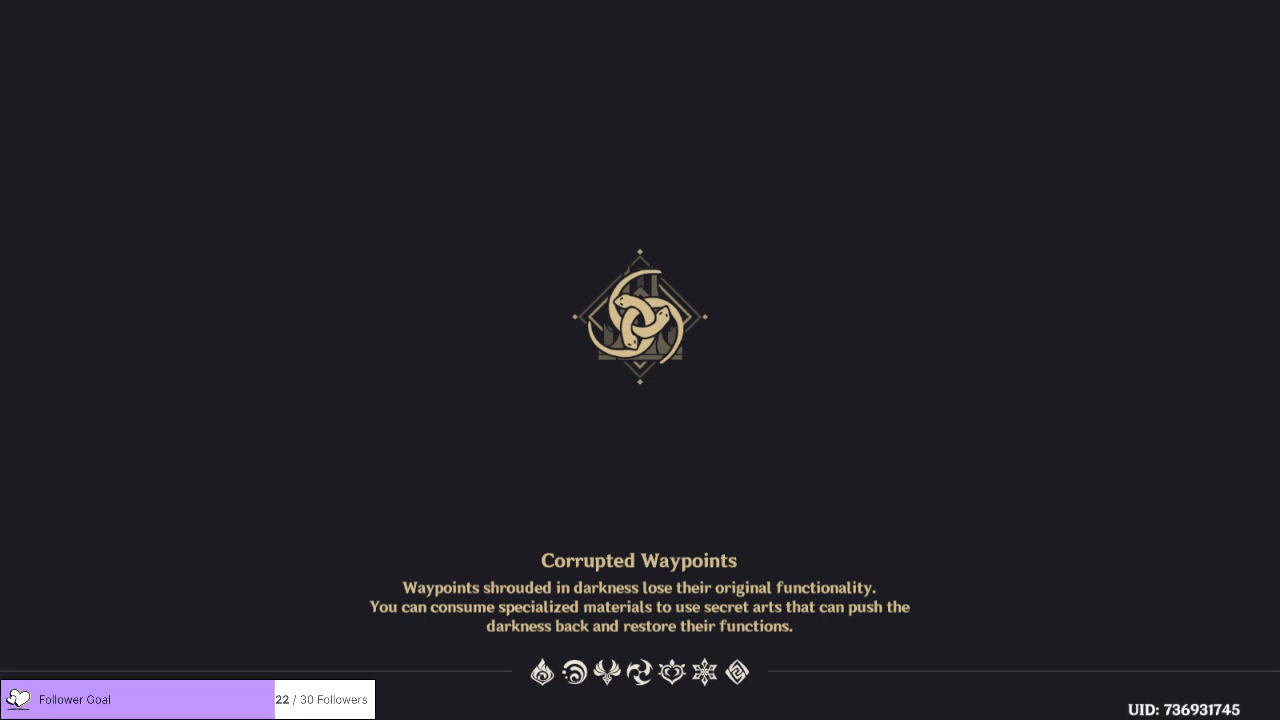 Corrupted Waypoints
Waypoints shrouded in darkness lose their original functionality.
You can consume specialized materials to use secret arts that can push the
darkness back and restore their functions.
Follower Goal
22 / 30 Followers
UID: 736931745